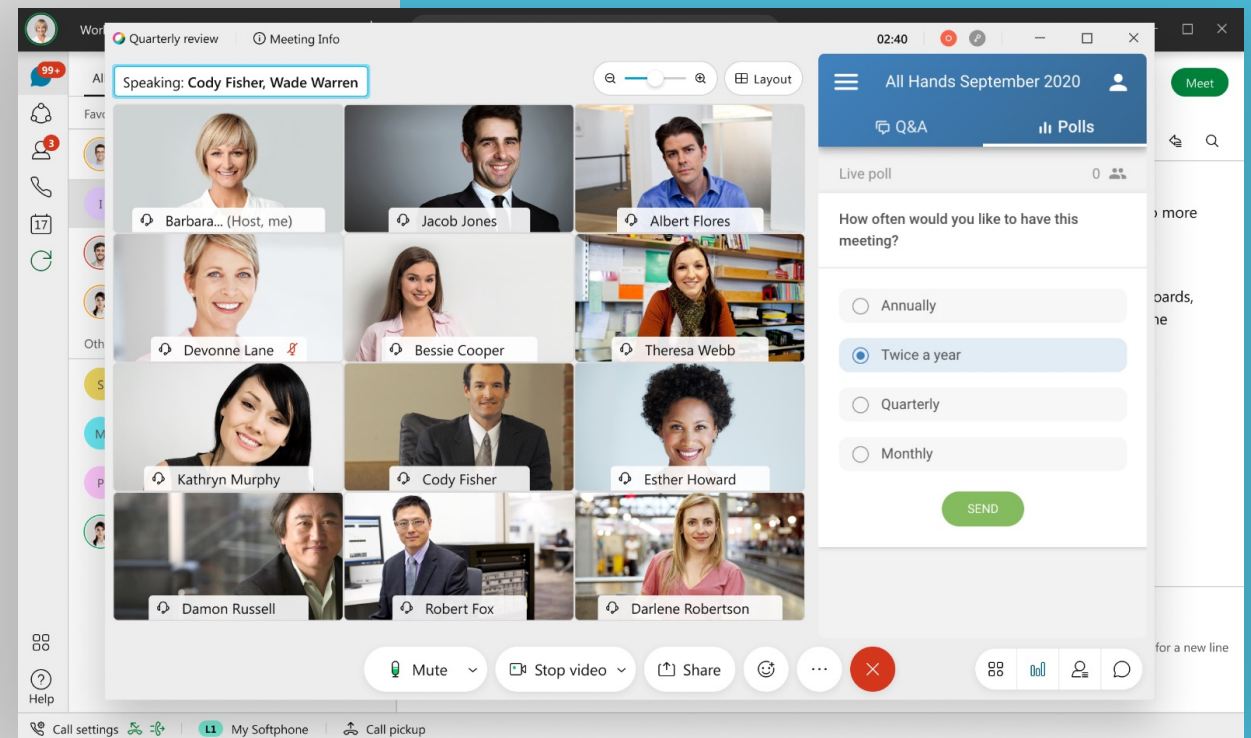 Wor
Quarterly review
Meeting Info
02:40
99+
Al
Speaking: Cody Fisher, Wade Warren
Layout
All Hands September 2020
Meet
Favo
Q&A
Polls
3
Live poll
0
I
Barbara... (Host, me)
Jacob Jones
Albert Flores
How often would you like to have this
meeting?
more
17
Annually
oards,
Oth
Devonne Lane
Bessie Cooper
Theresa Webb
Twice a year
S
Quarterly
M
Monthly
P
Kathryn Murphy
Cody Fisher
Esther Howard
SEND
Damon Russell
Robert Fox
Darlene Robertson
for a new line
Mute
Stop video
Share
Help
Call settings
L1
My Softphone
Call pickup